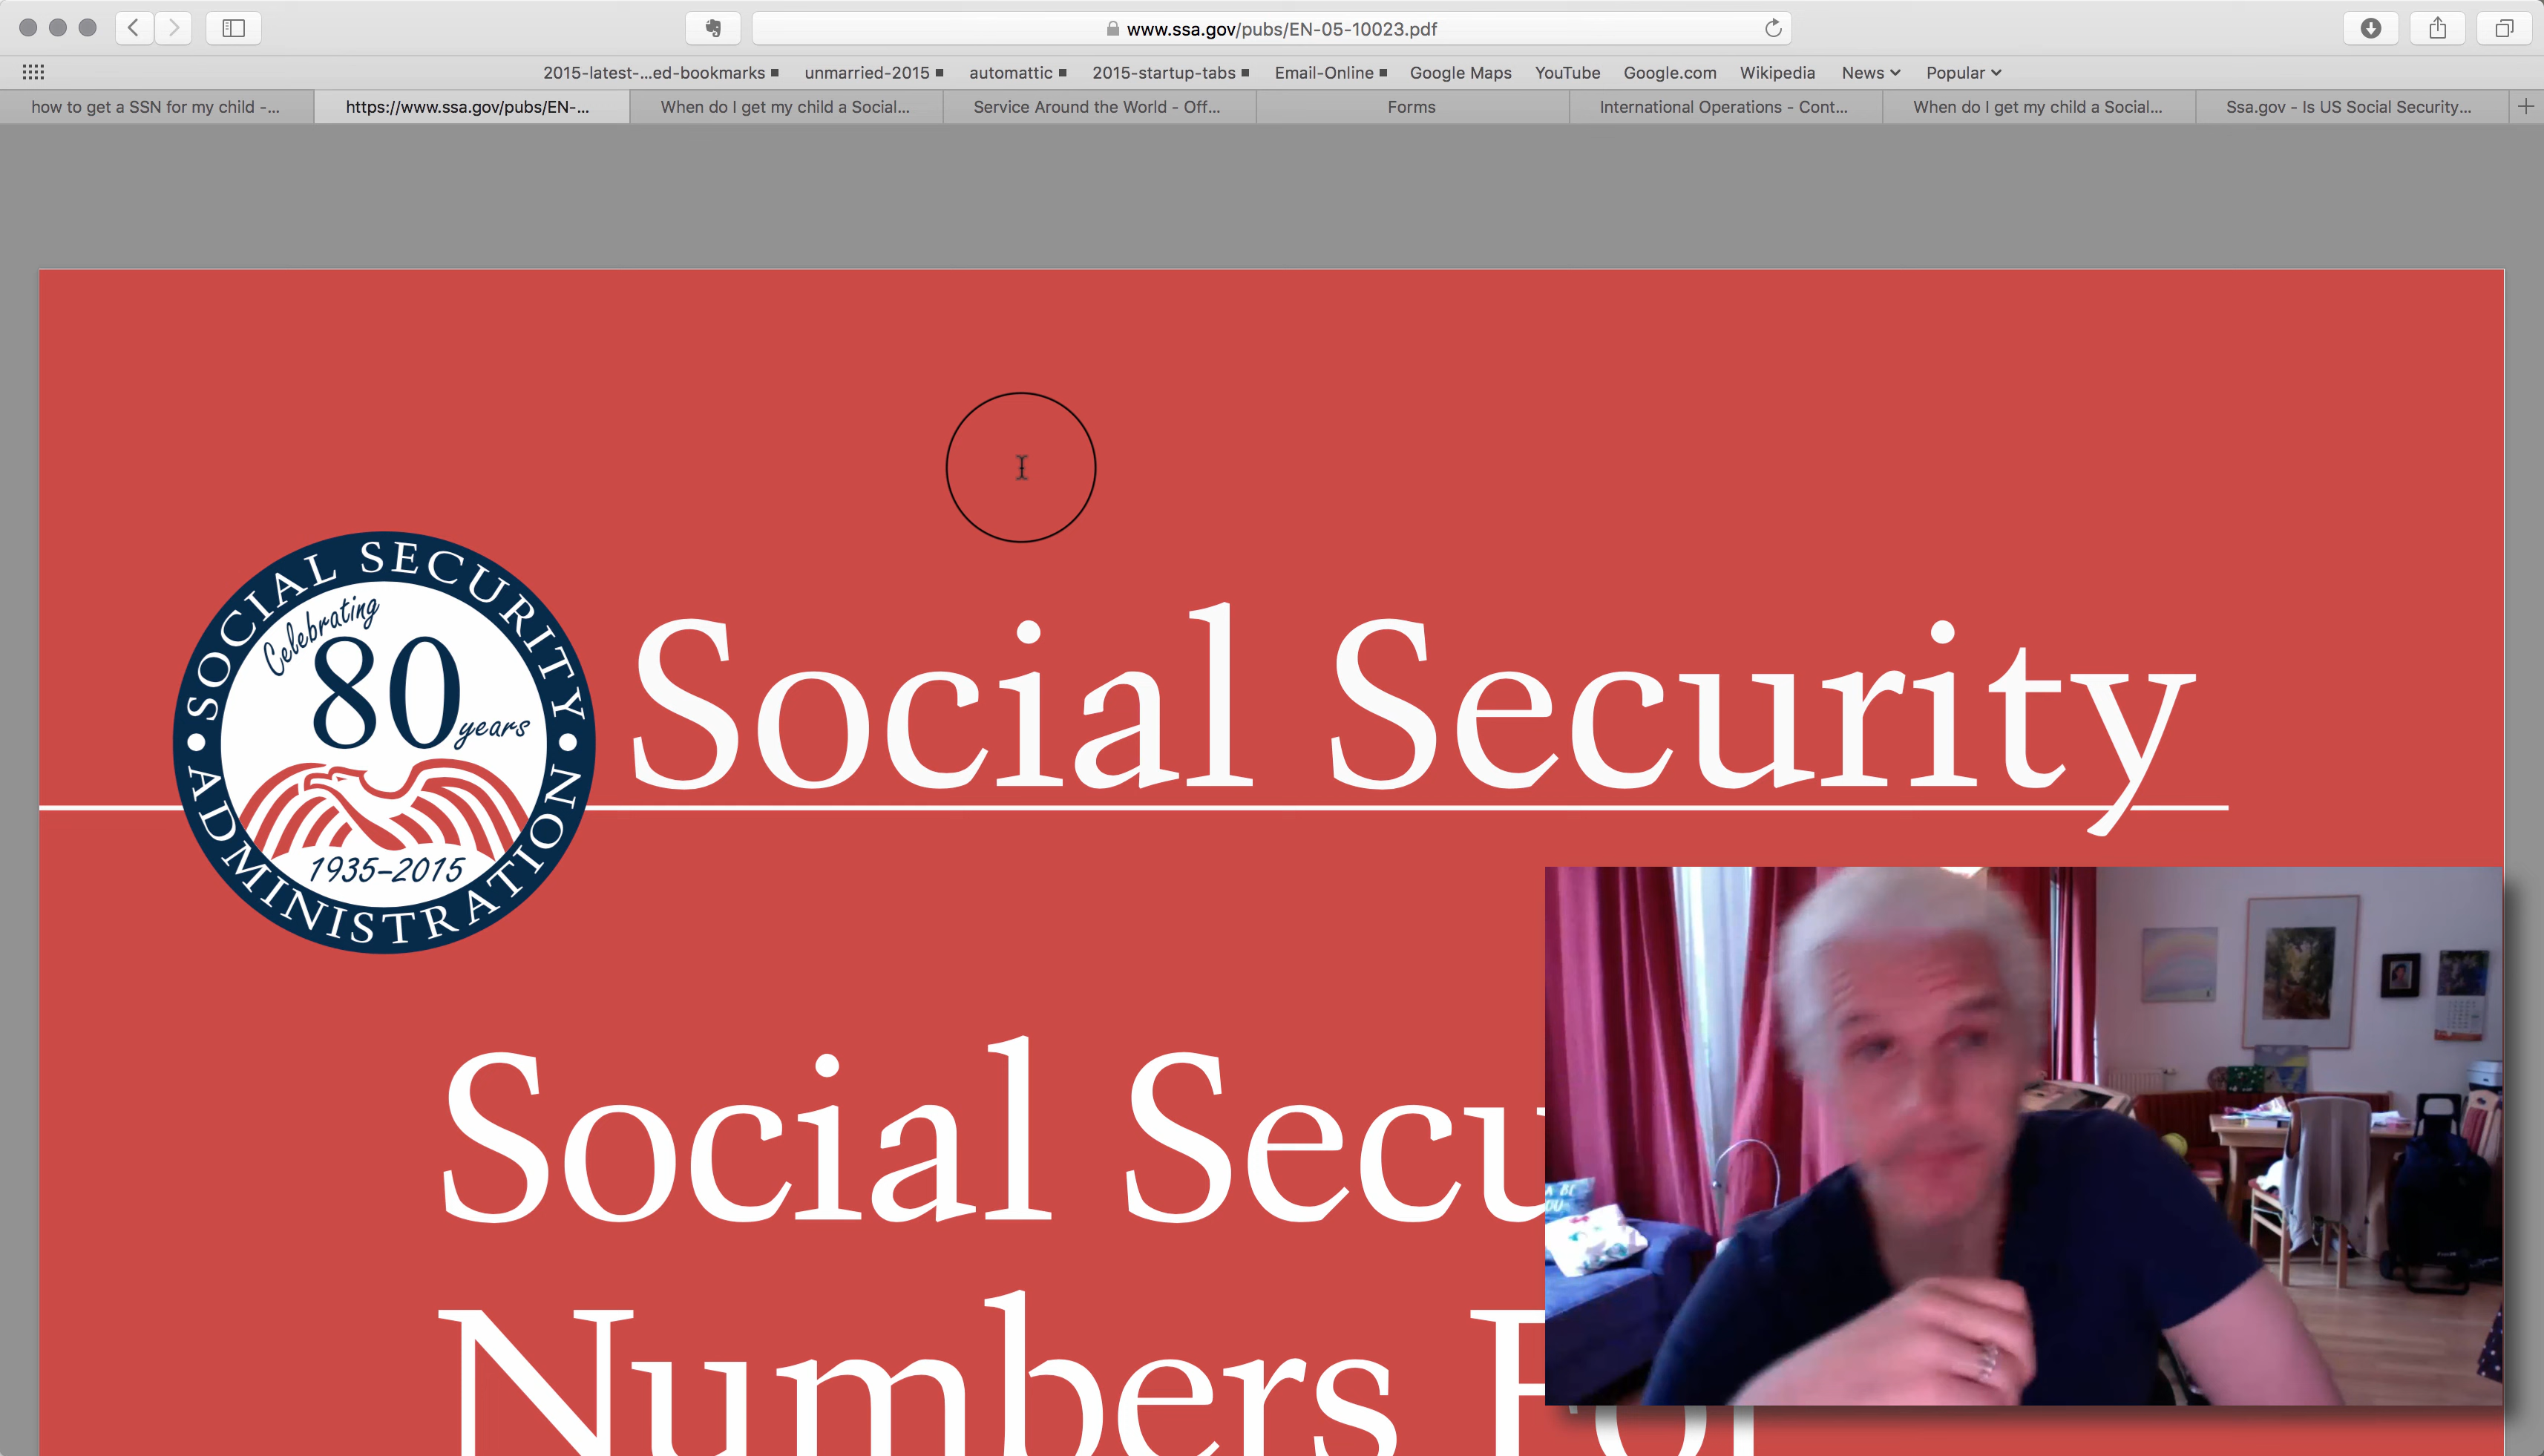 www.ssa.gov/pubs/EN-05-10023.pdf
2015-latest-...ed-bookmarks unmarried-2015 automattic 2015-startup-tabs Email-Online Google Maps YouTube Google.com Wikipedia News Popular
how to get a SSN for my child -... https://www.ssa.gov/pubs/EN-... When do I get my child a Social... Service Around the World - Off... Forms International Operations - Cont... When do I get my child a Social... Ssa.gov - Is US Social Security...
SOCIAL SECURITY
Celebrating
80
years
1935-2015
ADMINISTRATION
Social Security
Social Secu
Numbers For
A BE
OU